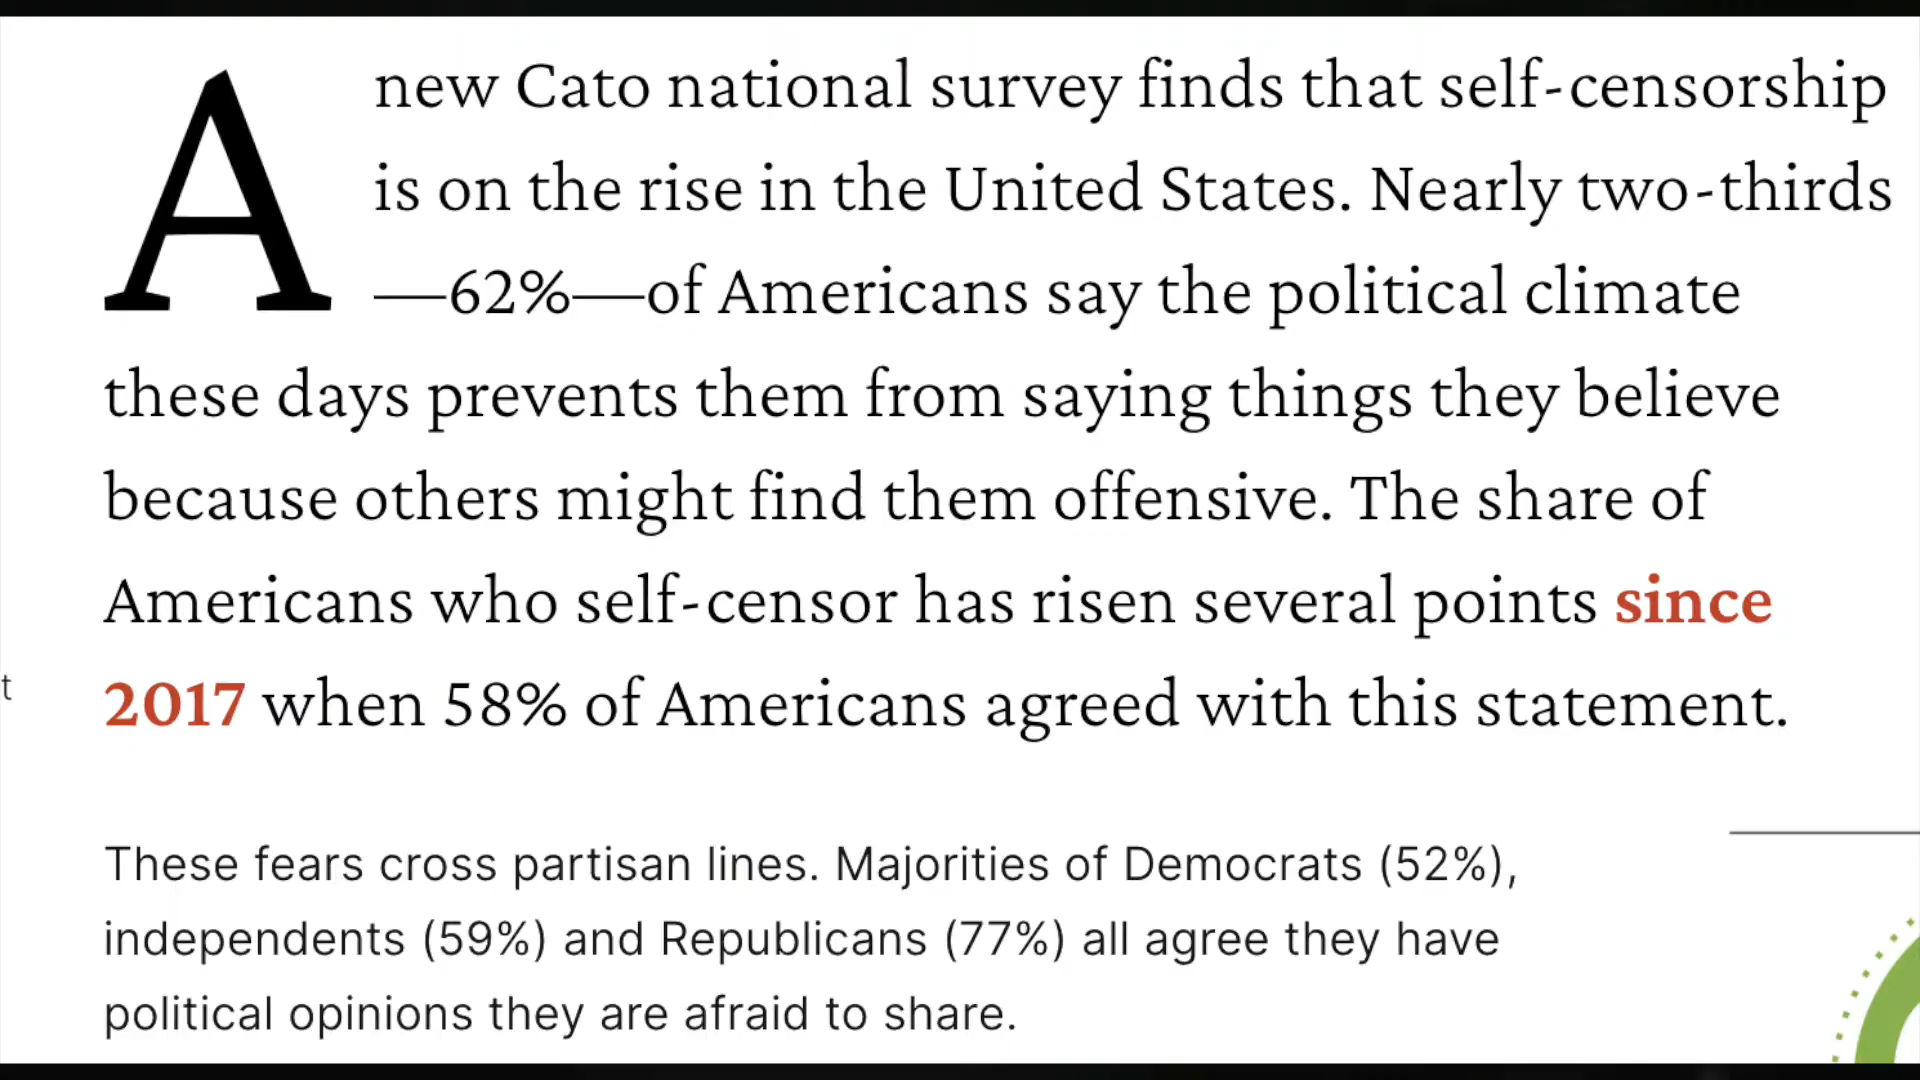 A new Cato national survey finds that self-censorship
is on the rise in the United States. Nearly two-thirds
—62%—of Americans say the political climate
these days prevents them from saying things they believe
because others might find them offensive. The share of
Americans who self-censor has risen several points since
2017 when 58% of Americans agreed with this statement.
t
These fears cross partisan lines. Majorities of Democrats (52%),
independents (59%) and Republicans (77%) all agree they have
political opinions they are afraid to share.